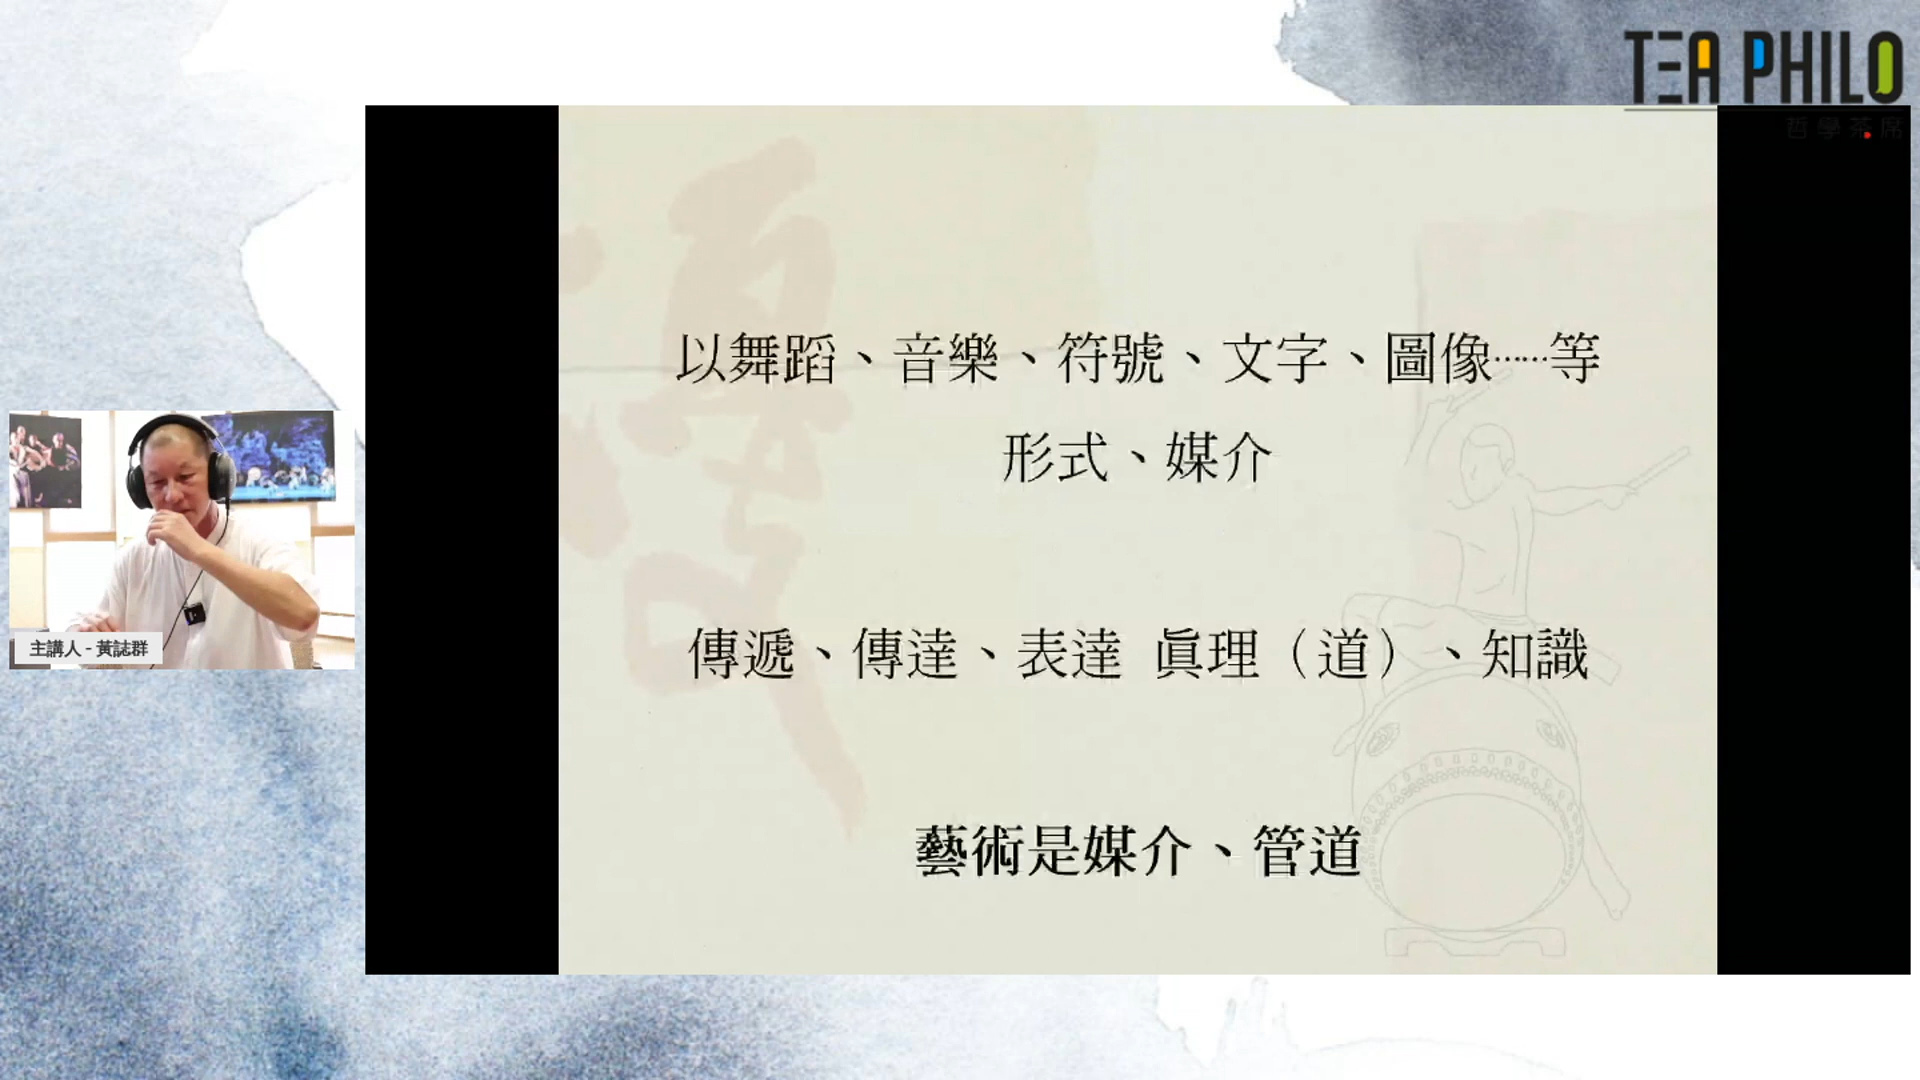 TEA PHILO
哲學茶席
以舞蹈、音樂、符號、文字、圖像……等
形式、媒介
傳遞、傳達、表達 眞理（道）、知識
藝術是媒介、管道
主講人 - 黃誌群